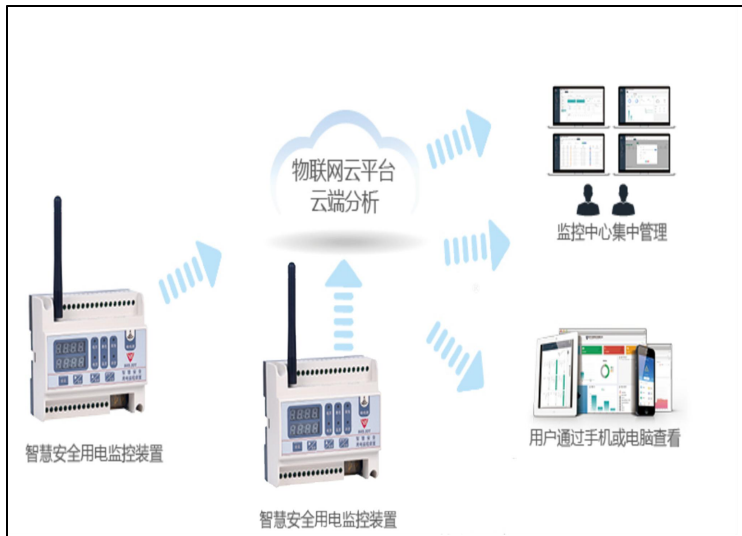 物联网云平台
云端分析
监控中心集中管理
智慧安全用电监控装置
用户通过手机或电脑查看
智慧安全用电监控装置